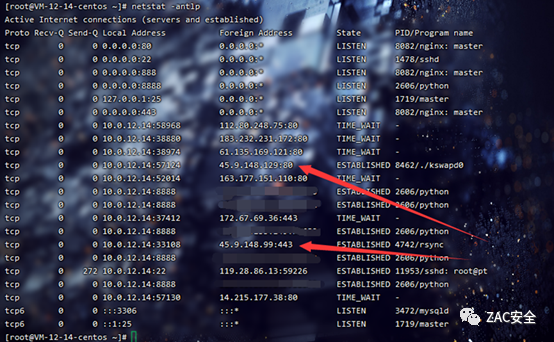 [root@VM-12-14-centos ~]# netstat -antlp
Active Internet connections (servers and established)
Proto Recv-Q Send-Q Local Address Foreign Address State PID/Program name
tcp 0 0 0.0.0.0:80 0.0.0.0:* LISTEN 8082/nginx: master
tcp 0 0 0.0.0.0:22 0.0.0.0:* LISTEN 1478/sshd
tcp 0 0 0.0.0.0:888 0.0.0.0:* LISTEN 8082/nginx: master
tcp 0 0 0.0.0.0:8888 0.0.0.0:* LISTEN 2606/python
tcp 0 0 127.0.0.1:25 0.0.0.0:* LISTEN 1719/master
tcp 0 0 0.0.0.0:443 0.0.0.0:* LISTEN 8082/nginx: master
tcp 0 0 10.0.12.14:58968 112.80.248.75:80 TIME_WAIT -
tcp 0 0 10.0.12.14:38880 183.232.231.172:80 TIME_WAIT -
tcp 0 0 10.0.12.14:38974 61.135.169.121:80 TIME_WAIT -
tcp 0 0 10.0.12.14:57124 45.9.148.129:80 ESTABLISHED 8462/./kswapd0
tcp 0 0 10.0.12.14:52014 163.177.151.110:80 TIME_WAIT -
tcp 0 0 10.0.12.14:8888 ESTABLISHED 2606/python
tcp 0 0 10.0.12.14:8888 ESTABLISHED 2606/python
tcp 0 0 10.0.12.14:37412 172.67.69.36:443 TIME_WAIT -
tcp 0 0 10.0.12.14:8888 ESTABLISHED 2606/python
tcp 0 0 10.0.12.14:33108 45.9.148.99:443 ESTABLISHED 4742/rsync
tcp 0 0 10.0.12.14:8888 ESTABLISHED 2606/python
tcp 0 272 10.0.12.14:22 119.28.86.13:59226 ESTABLISHED 11953/sshd: root@pt
tcp 0 0 10.0.12.14:57130 14.215.177.38:80 TIME_WAIT -
tcp6 0 0 :::3306 :::* LISTEN 3472/mysqld
tcp6 0 0 ::1:25 :::* LISTEN 1719/master
[root@VM-12-14-centos ~]#
ZAC安全